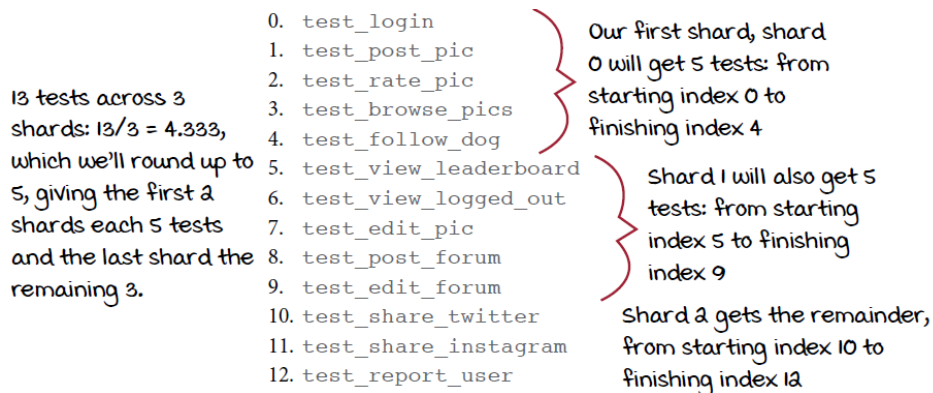 13 tests across 3
shards: 13/3 = 4.333,
which we'll round up to
5, giving the first 2
shards each 5 tests
and the last shard the
remaining 3.
0. test_login
1. test_post_pic
2. test_rate_pic
3. test_browse_pics
4. test_follow_dog
5. test_view_leaderboard
6. test_view_logged_out
7. test_edit_pic
8. test_post_forum
9. test_edit_forum
10. test_share_twitter
11. test_share_instagram
12. test_report_user
Our first shard, shard
0 will get 5 tests: from
starting index 0 to
finishing index 4
Shard 1 will also get 5
tests: from starting
index 5 to finishing
index 9
Shard 2 gets the remainder,
from starting index 10 to
finishing index 12